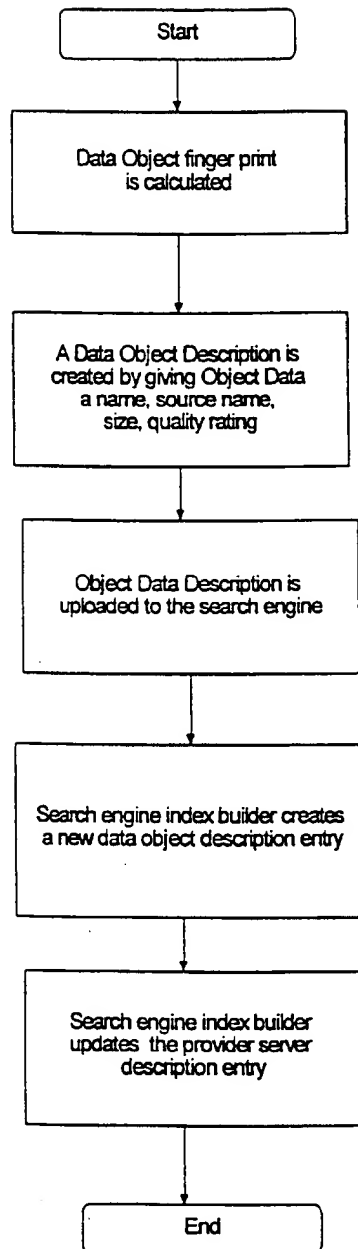 Start
Data Object finger print
is calculated
A Data Object Description is
created by giving Object Data
a name, source name,
size, quality rating
Object Data Description is
uploaded to the search engine
Search engine index builder creates
a new data object description entry
Search engine index builder
updates the provider server
description entry
End